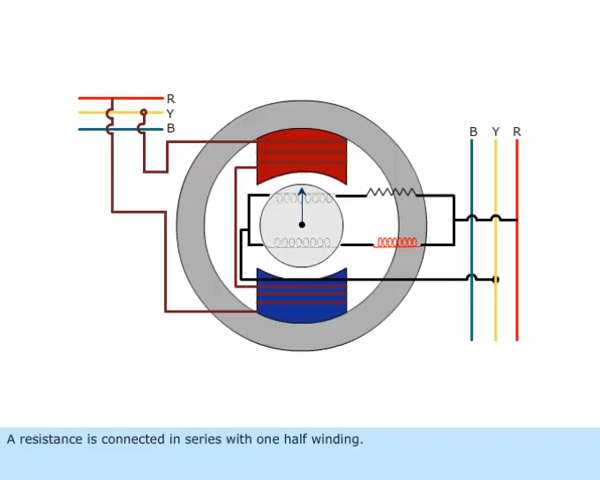 R
Y
B
B Y R
A resistance is connected in series with one half winding.